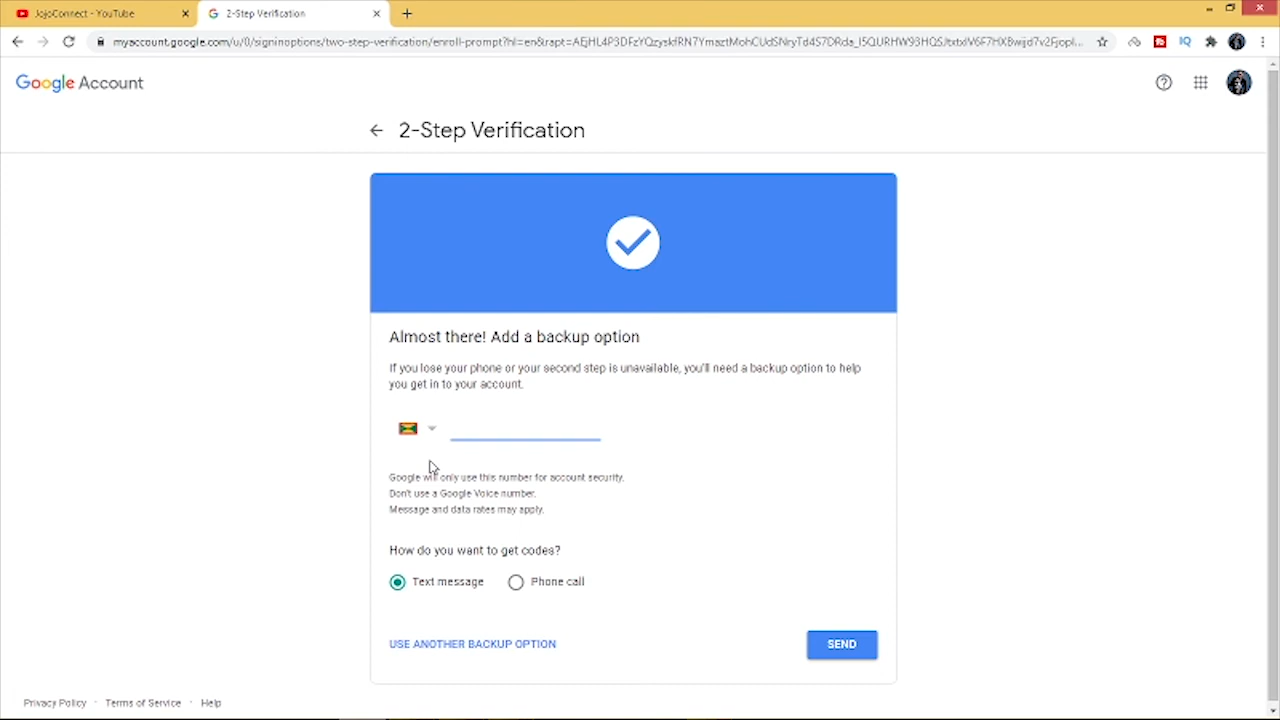 JojoConnect - YouTube
2-Step Verification
Google Account
2-Step Verification
Almost there! Add a backup option
If you lose your phone or your second step is unavailable, you'll need a backup option to help
you get in to your account.
Google will only use this number for account security.
Don't use a Google Voice number.
Message and data rates may apply.
How do you want to get codes?
Text message Phone call
USE ANOTHER BACKUP OPTION SEND
Privacy Policy · Terms of Service · Help